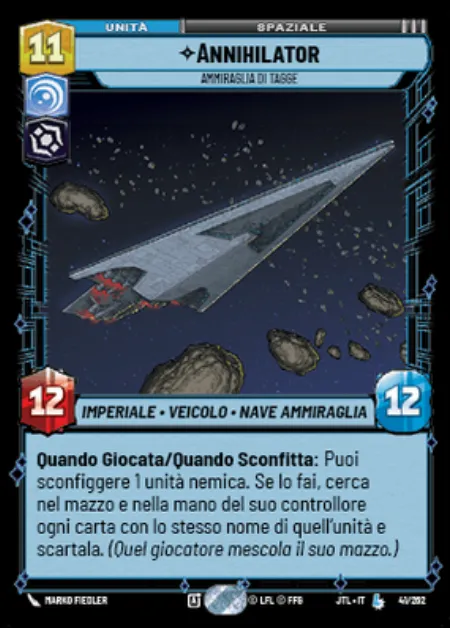 UNITÀ
SPAZIALE
11
ANNIHILATOR
AMMIRAGLIA DI TAGGE
12
IMPERIALE • VEICOLO • NAVE AMMIRAGLIA
12
Quando Giocata/Quando Sconfitta: Puoi
sconfiggere 1 unità nemica. Se lo fai, cerca
nel mazzo e nella mano del suo controllore
ogni carta con lo stesso nome di quell'unità e
scartala. (Quel giocatore mescola il suo mazzo.)
MARKO FIEDLER
A
© LFL © FFG
JTL • IT
41/262